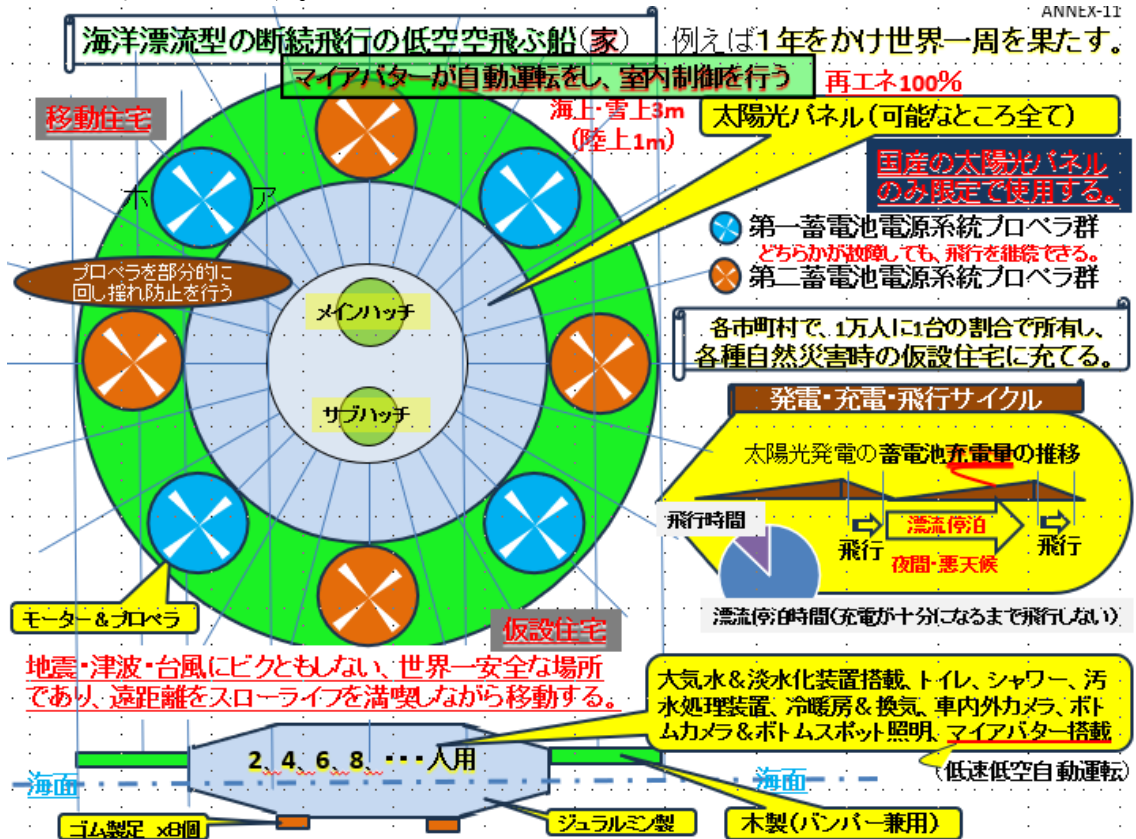 ANNEX-11
海洋漂流型の断続飛行の低空空飛ぶ船(家)
例えば1年をかけ世界一周を果たす。
マイアバターが自動運転をし、室内制御を行う
再エネ100%
移動住宅
海上・雪上3m
(陸上1m)
太陽光パネル(可能なところ全て)
国産の太陽光パネル
のみ限定で使用する。
ホ
ア
第一蓄電池電源系統プロペラ群
どちらかが故障しても、飛行を継続できる。
第二蓄電池電源系統プロペラ群
プロペラを部分的に
回し揺れ防止を行う
メインハッチ
サブハッチ
各市町村で、1万人に1台の割合で所有し、
各種自然災害時の仮設住宅に充てる。
発電・充電・飛行サイクル
太陽光発電の蓄電池充電量の推移
飛行時間
飛行
漂流停泊
夜間・悪天候
飛行
漂流停泊時間(充電が十分になるまで飛行しない)
モーター&プロペラ
仮設住宅
地震・津波・台風にビクともしない、世界一安全な場所
であり、遠距離をスローライフを満喫しながら移動する。
大気水&淡水化装置搭載、トイレ、シャワー、汚
水処理装置、冷暖房&換気、車内外カメラ、ボト
ムカメラ&ボトムスポット照明、マイアバター搭載
(低速低空自動運転)
2、4、6、8、・・・人用
海面
海面
ゴム製足 x8個
ジュラルミン製
木製(バンパー兼用)